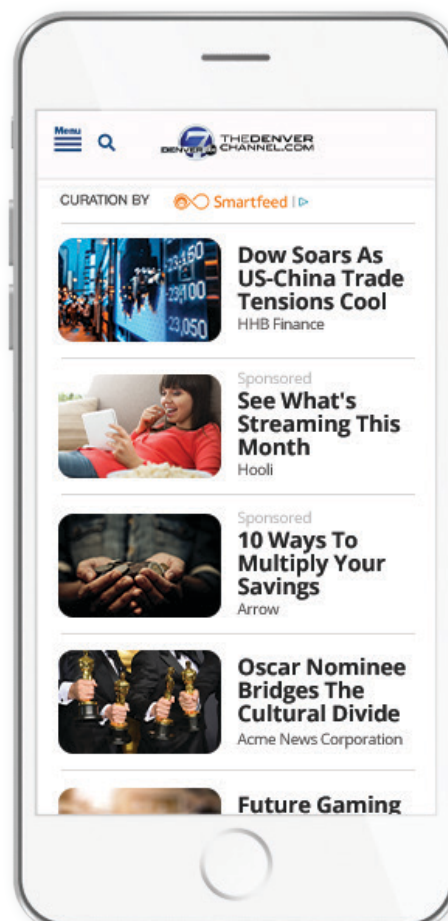 Menu
7
DENVER
THEDENVER
CHANNEL.COM
CURATION BY
Smartfeed
Dow Soars As
US-China Trade
Tensions Cool
HHB Finance
23,100
23,050
Sponsored
See What's
Streaming This
Month
Hooli
Sponsored
10 Ways To
Multiply Your
Savings
Arrow
Oscar Nominee
Bridges The
Cultural Divide
Acme News Corporation
Future Gaming